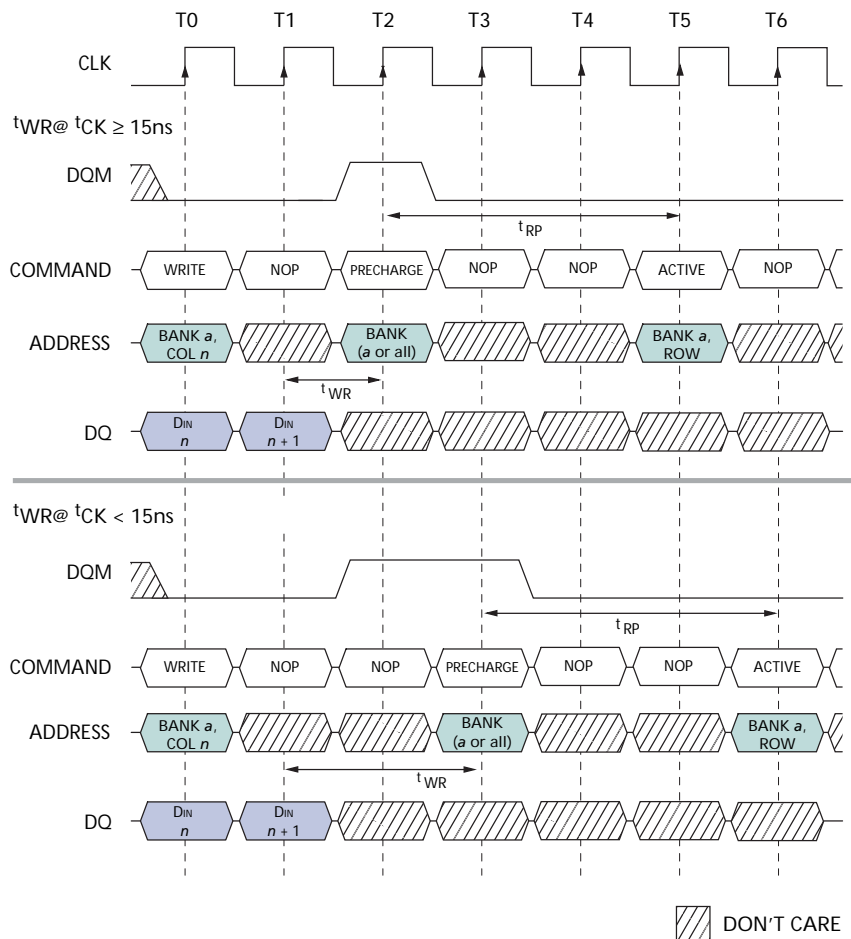 T0 T1 T2 T3 T4 T5 T6
CLK
tWR@ tCK ≥ 15ns
DQM
tRP
COMMAND WRITE NOP PRECHARGE NOP NOP ACTIVE NOP
ADDRESS BANK a, COL n BANK (a or all) BANK a, ROW
tWR
DQ DIN n DIN n + 1
tWR@ tCK < 15ns
DQM
tRP
COMMAND WRITE NOP NOP PRECHARGE NOP NOP ACTIVE
ADDRESS BANK a, COL n BANK (a or all) BANK a, ROW
tWR
DQ DIN n DIN n + 1
DON'T CARE